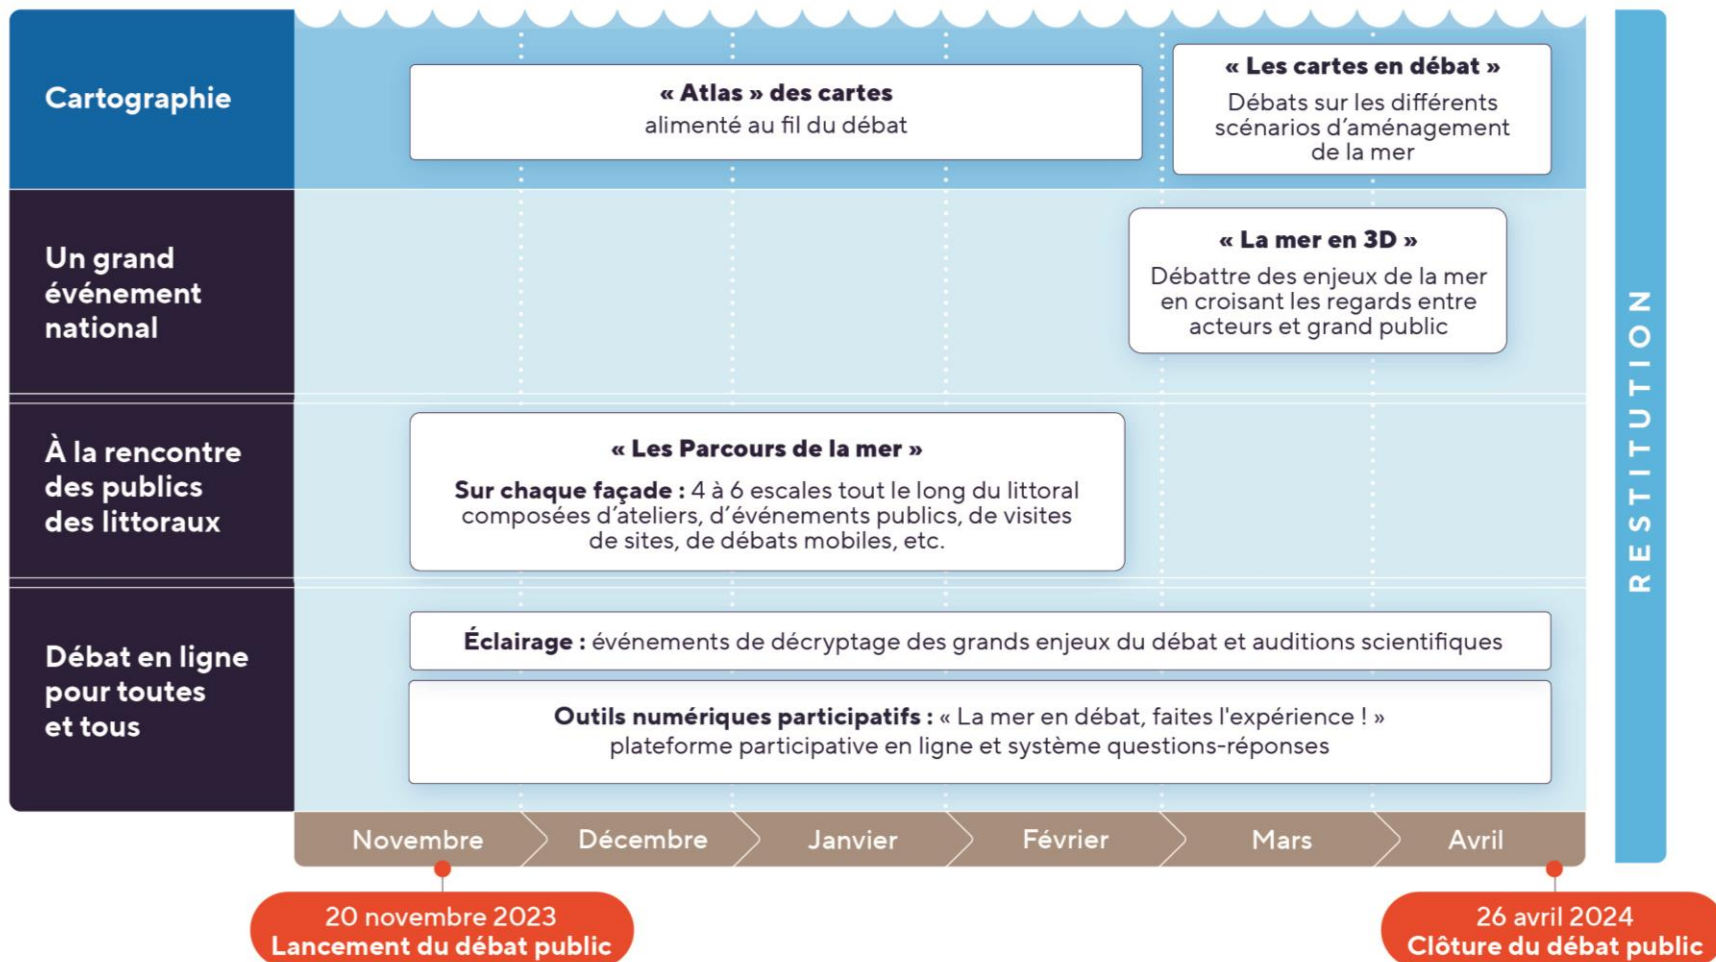 Cartographie
« Atlas » des cartes
alimenté au fil du débat
« Les cartes en débat »
Débats sur les différents
scénarios d'aménagement
de la mer
Un grand
événement
national
« La mer en 3D »
Débattre des enjeux de la mer
en croisant les regards entre
acteurs et grand public
À la rencontre
des publics
des littoraux
« Les Parcours de la mer »
Sur chaque façade : 4 à 6 escales tout le long du littoral
composées d'ateliers, d'événements publics, de visites
de sites, de débats mobiles, etc.
Débat en ligne
pour toutes
et tous
Éclairage : événements de décryptage des grands enjeux du débat et auditions scientifiques
Outils numériques participatifs : « La mer en débat, faites l'expérience ! »
plateforme participative en ligne et système questions-réponses
RESTITUTION
Novembre
Décembre
Janvier
Février
Mars
Avril
20 novembre 2023
Lancement du débat public
26 avril 2024
Clôture du débat public